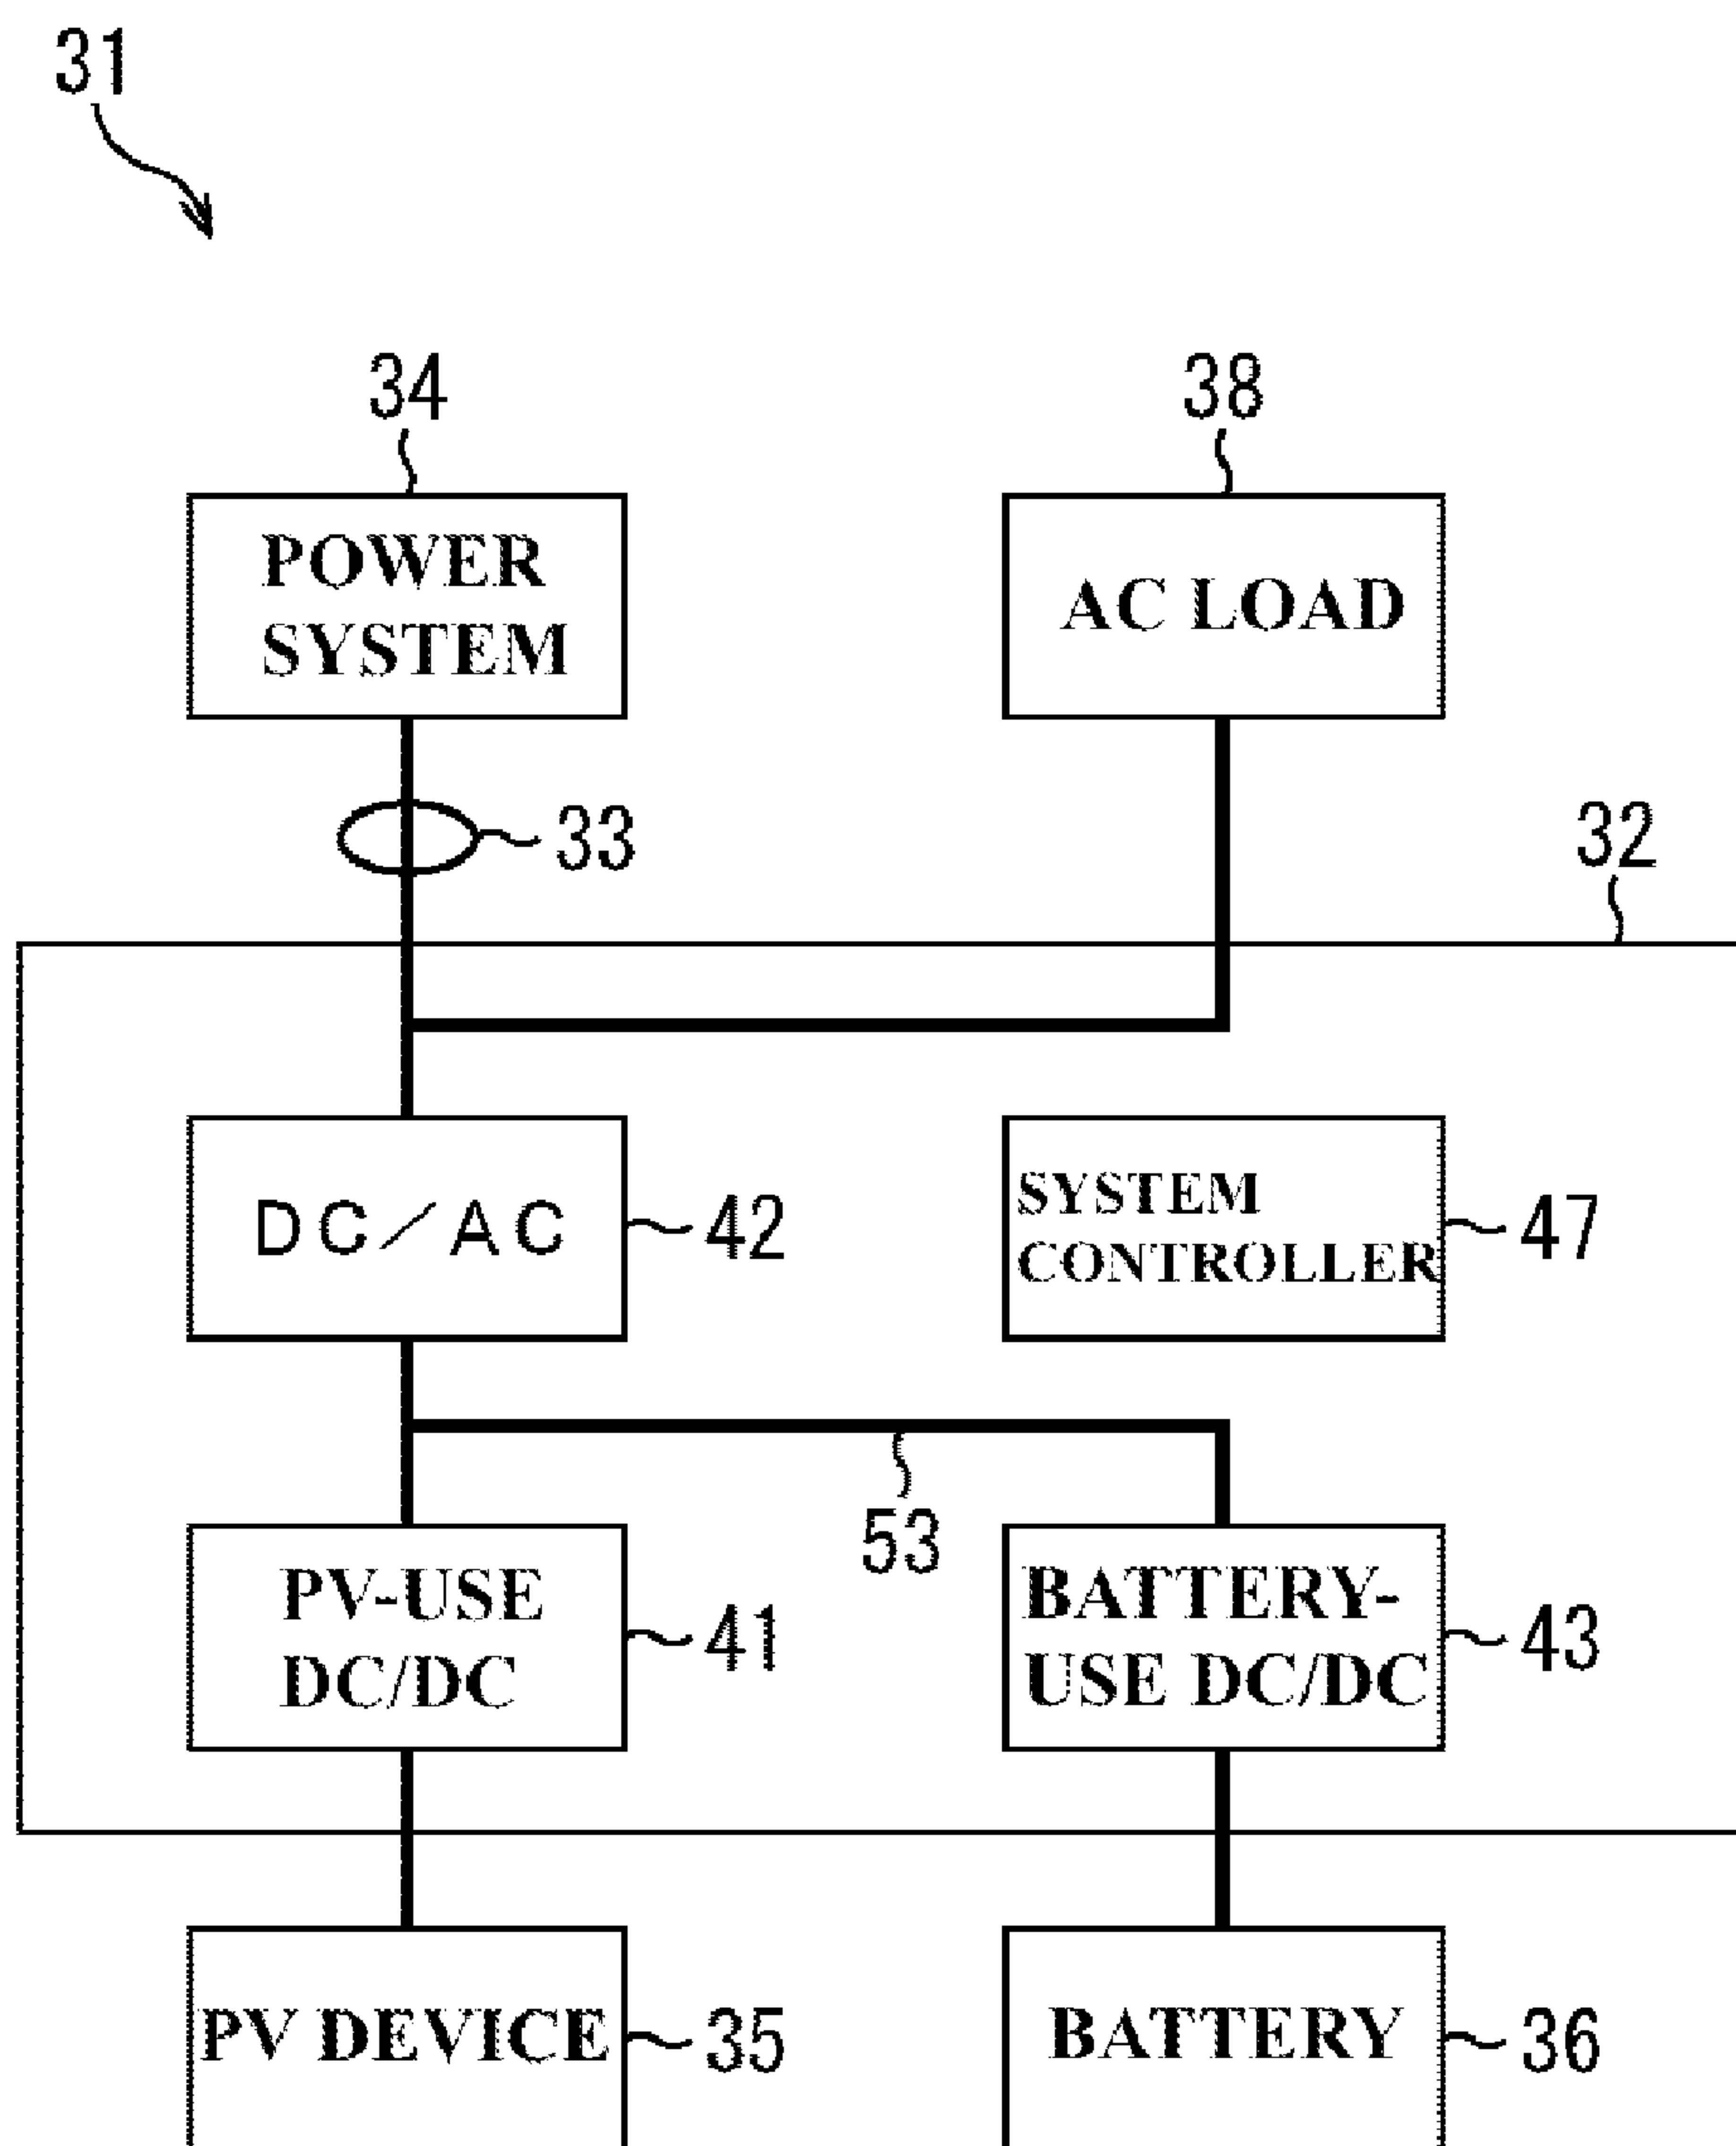 31
34
38
POWER
SYSTEM
AC LOAD
33
32
DC/AC
42
SYSTEM
CONTROLLER
47
53
PV-USE
DC/DC
41
BATTERY-
USE DC/DC
43
PV DEVICE
35
BATTERY
36